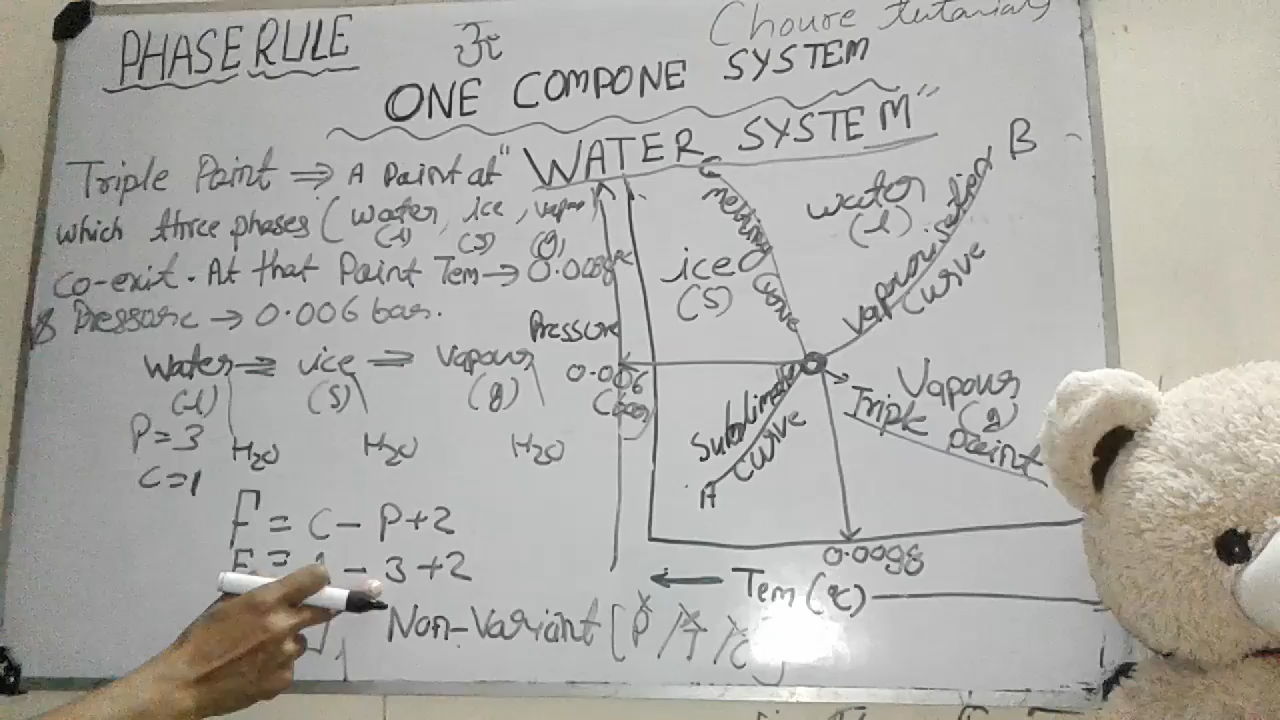 PHASE RULE
ॐ
Choure tutorials
ONE COMPONE SYSTEM
"WATER SYSTEM"
Triple Point ⇒ A Point at
which three phases (water, ice, vapour)
(l) (s) (g)
co-exit. At that Point Tem → 0.0098°c
& Pressure → 0.006 bar.
Water ⇌ ice ⇌ Vapour
(l) (s) (g)
P = 3
H2O H2O H2O
C = 1
F = C - P + 2
F = 1 - 3 + 2
Non-Variant [P / T / C]
Pressure
0.006
(bar)
ice
(s)
melting curve
water
(l)
Vapourisation curve
B
Vapour
(g)
Triple point
Sublimation curve
A
0.0098
Tem (°c)